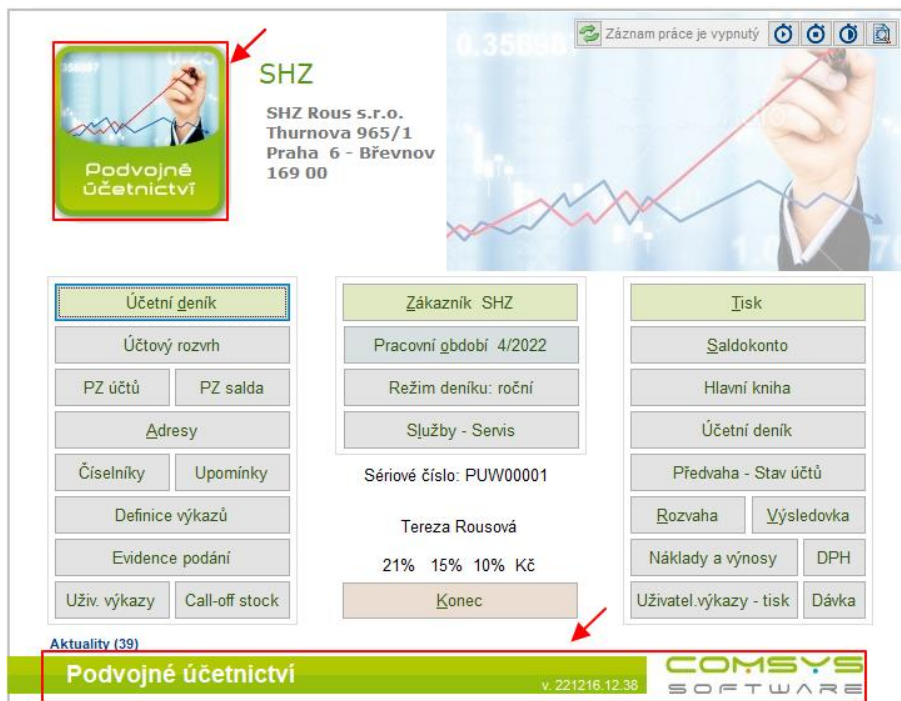 Záznam práce je vypnutý
Podvojné
účetnictví
SHZ
SHZ Rous s.r.o.
Thurnova 965/1
Praha 6 - Břevnov
169 00
Účetní deník
Účtový rozvrh
PZ účtů PZ salda
Adresy
Číselníky Upomínky
Definice výkazů
Evidence podání
Uživ. výkazy Call-off stock
Zákazník SHZ
Pracovní období 4/2022
Režim deníku: roční
Služby - Servis
Sériové číslo: PUW00001
Tereza Rousová
21% 15% 10% Kč
Konec
Tisk
Saldokonto
Hlavní kniha
Účetní deník
Předvaha - Stav účtů
Rozvaha Výsledovka
Náklady a výnosy DPH
Uživatel.výkazy - tisk Dávka
Aktuality (39)
Podvojné účetnictví
v. 221216.12.38
COMSYS
SOFTWARE